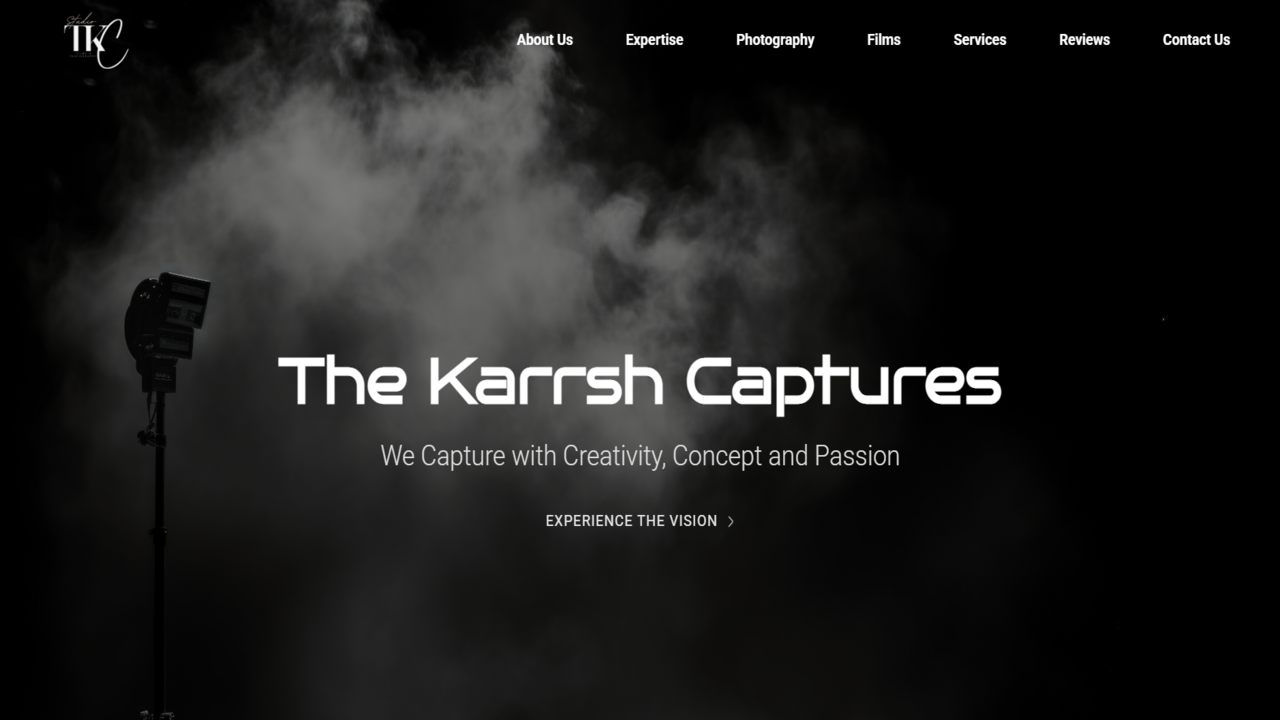 Studio
TKC
About Us
Expertise
Photography
Films
Services
Reviews
Contact Us
The Karrsh Captures
We Capture with Creativity, Concept and Passion
EXPERIENCE THE VISION